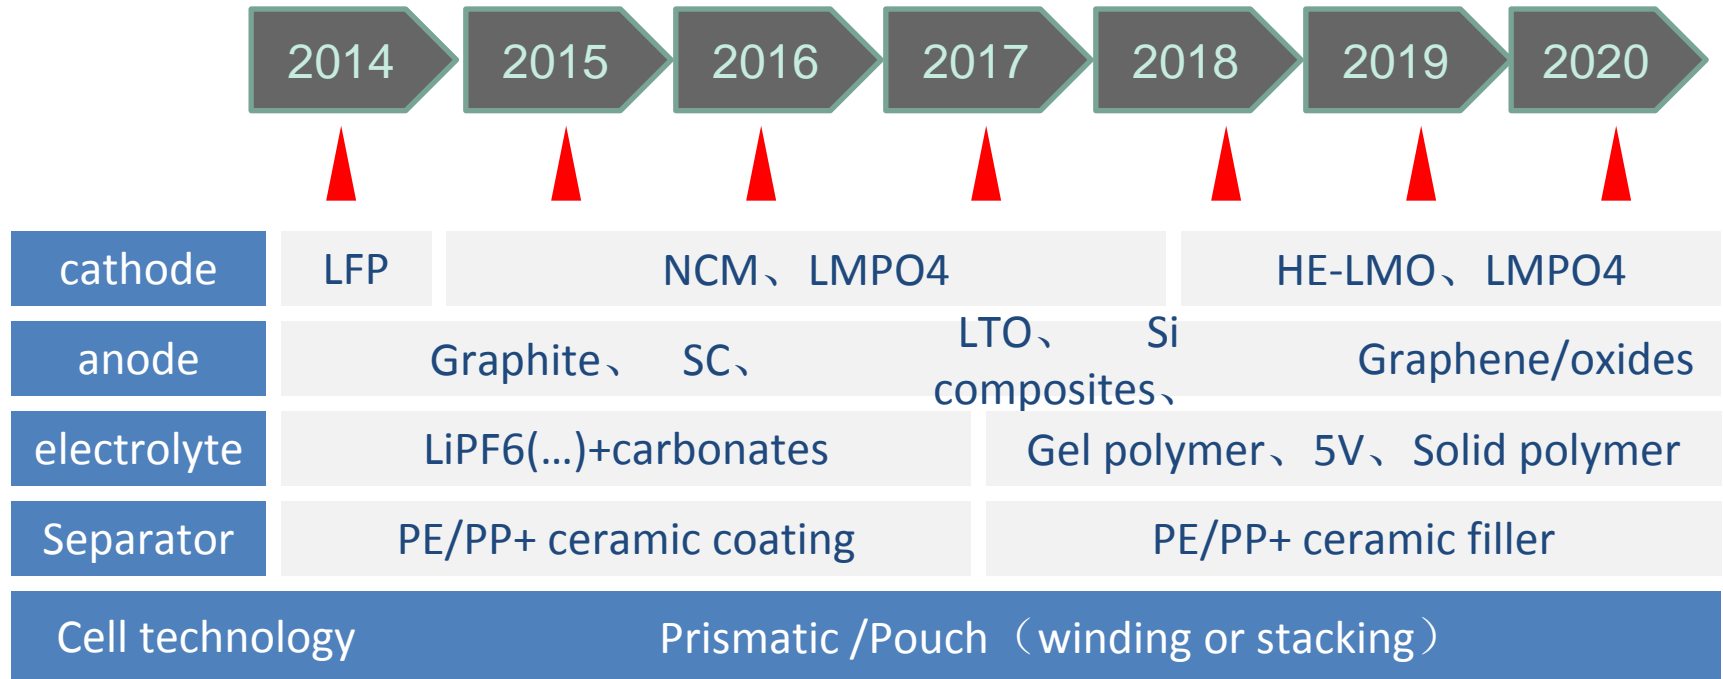 2014 2015 2016 2017 2018 2019 2020
cathode LFP NCM、LMPO4 HE-LMO、LMPO4
anode Graphite、 SC、 LTO、 Si composites、 Graphene/oxides
electrolyte LiPF6(...)+carbonates Gel polymer、5V、Solid polymer
Separator PE/PP+ ceramic coating PE/PP+ ceramic filler
Cell technology Prismatic /Pouch（winding or stacking）